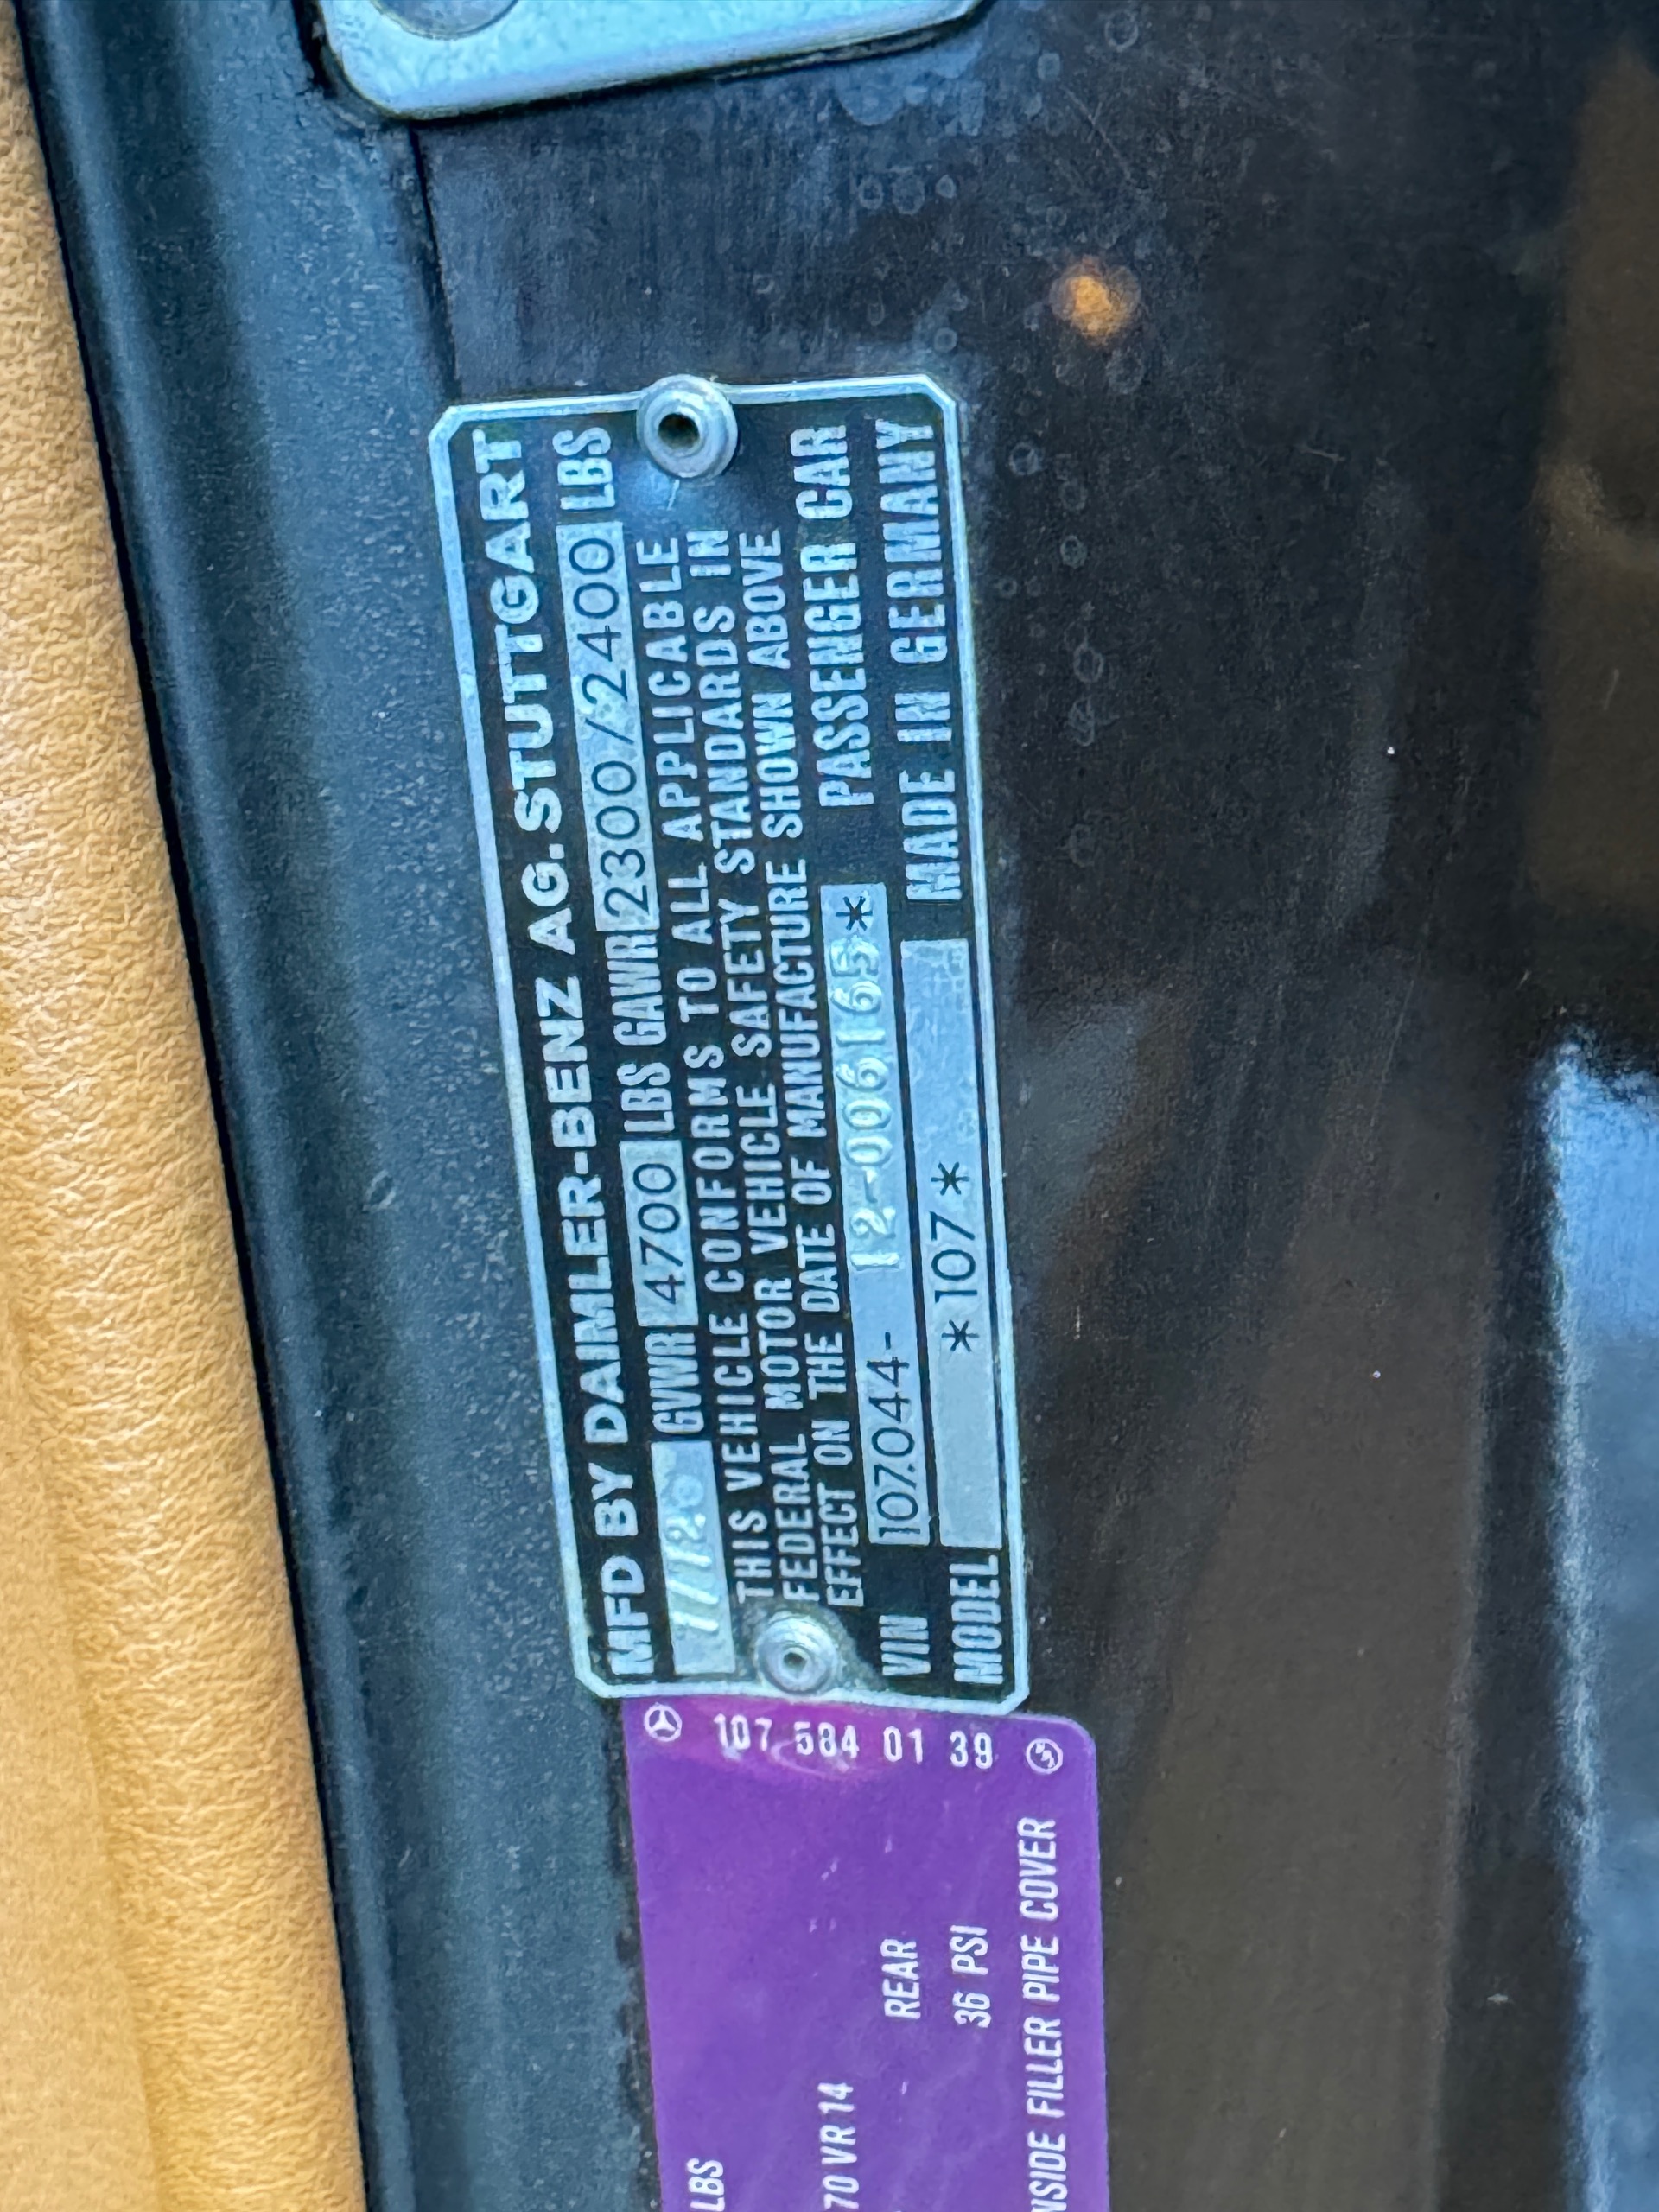 MFD BY DAIMLER-BENZ AG. STUTTGART
GVWR 4700 LBS GAWR 2300/2400 LBS
THIS VEHICLE CONFORMS TO ALL APPLICABLE
FEDERAL MOTOR VEHICLE SAFETY STANDARDS IN
EFFECT ON THE DATE OF MANUFACTURE SHOWN ABOVE
VIN 107.044- 12-006165* PASSENGER CAR
MODEL *107* MADE IN GERMANY
107 584 01 39
LBS
70 VR 14
REAR
36 PSI
NSIDE FILLER PIPE COVER